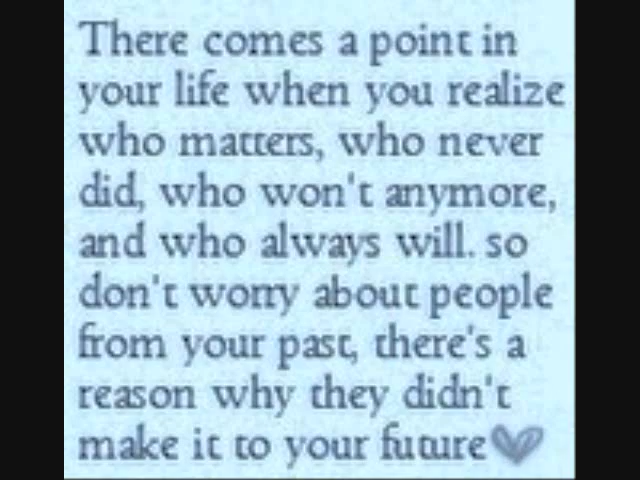 There comes a point in
your life when you realize
who matters, who never
did, who won't anymore,
and who always will. so
don't worry about people
from your past, there's a
reason why they didn't
make it to your future